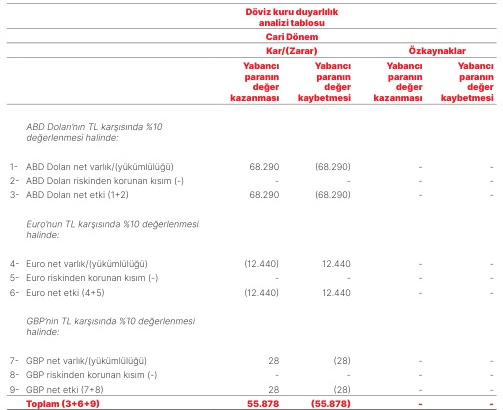 Döviz kuru duyarlılık
analizi tablosu
Cari Dönem
Kar/(Zarar) Özkaynaklar
Yabancı Yabancı Yabancı Yabancı
paranın paranın paranın paranın
değer değer değer değer
kazanması kaybetmesi kazanması kaybetmesi
ABD Doları'nın TL karşısında %10
değerlenmesi halinde:
1- ABD Doları net varlık/(yükümlülüğü) 68.290 (68.290) - -
2- ABD Doları riskinden korunan kısım (-) - - - -
3- ABD Doları net etki (1+2) 68.290 (68.290) - -
Euro'nun TL karşısında %10 değerlenmesi
halinde:
4- Euro net varlık/(yükümlülüğü) (12.440) 12.440 - -
5- Euro riskinden korunan kısım (-) - - - -
6- Euro net etki (4+5) (12.440) 12.440 - -
GBP'nin TL karşısında %10 değerlenmesi
halinde:
7- GBP net varlık/(yükümlülüğü) 28 (28) - -
8- GBP riskinden korunan kısım (-) - - - -
9- GBP net etki (7+8) 28 (28) - -
Toplam (3+6+9) 55.878 (55.878) - -